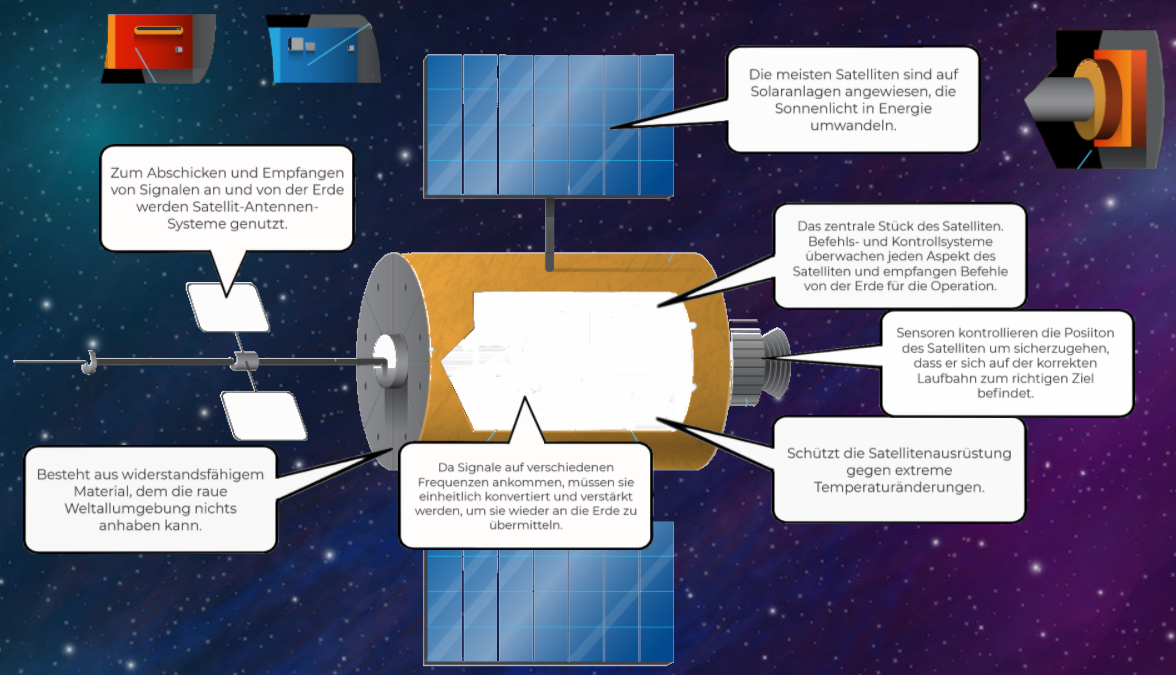 Die meisten Satelliten sind auf
Solaranlagen angewiesen, die
Sonnenlicht in Energie
umwandeln.
Zum Abschicken und Empfangen
von Signalen an und von der Erde
werden Satellit-Antennen-
Systeme genutzt.
Das zentrale Stück des Satelliten.
Befehls- und Kontrollsysteme
überwachen jeden Aspekt des
Satelliten und empfangen Befehle
von der Erde für die Operation.
Sensoren kontrollieren die Posiiton
des Satelliten um sicherzugehen,
dass er sich auf der korrekten
Laufbahn zum richtigen Ziel
befindet.
Schützt die Satellitenausrüstung
gegen extreme
Temperaturänderungen.
Besteht aus widerstandsfähigem
Material, dem die raue
Weltallumgebung nichts
anhaben kann.
Da Signale auf verschiedenen
Frequenzen ankommen, müssen sie
einheitlich konvertiert und verstärkt
werden, um sie wieder an die Erde zu
übermitteln.